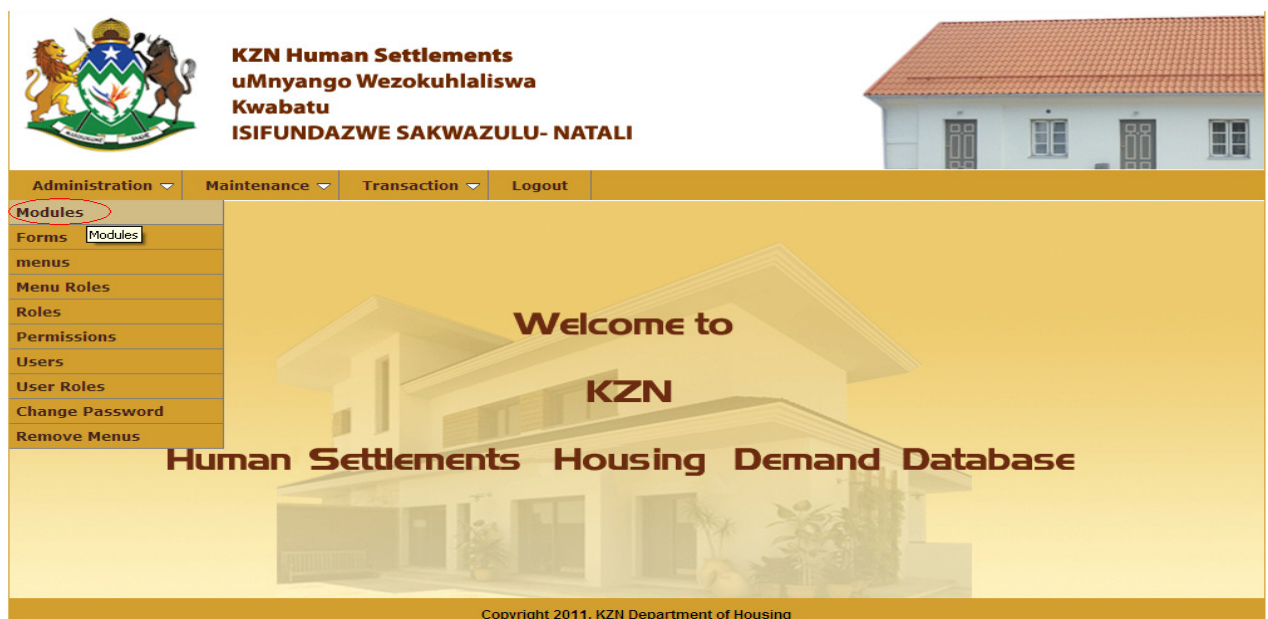 KZN Human Settlements
uMnyango Wezokuhlaliswa
Kwabatu
ISIFUNDAZWE SAKWAZULU- NATALI
Administration Maintenance Transaction Logout
Modules
Forms
Modules
menus
Menu Roles
Roles
Permissions
Users
User Roles
Change Password
Remove Menus
Welcome to
KZN
Human Settlements Housing Demand Database
Copyright 2011, KZN Department of Housing